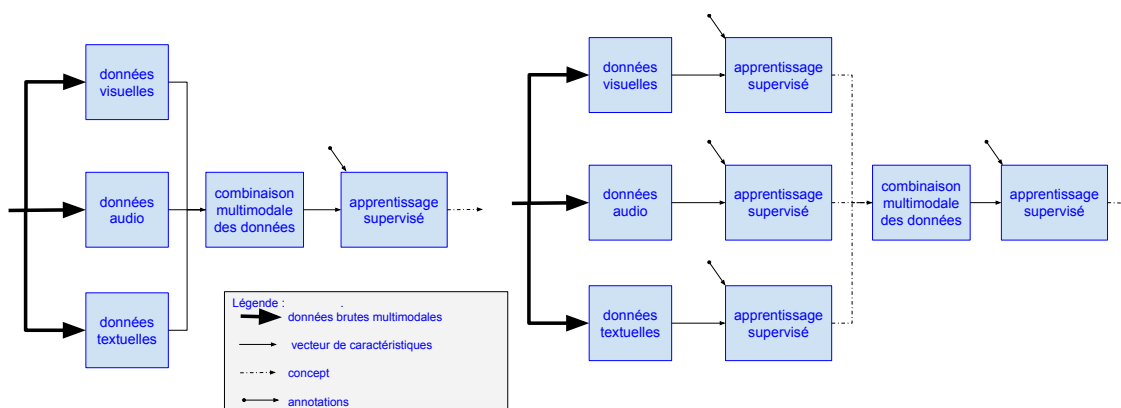 données
visuelles
données
audio
données
textuelles
combinaison
multimodale
des données
apprentissage
supervisé
Légende :
.
données brutes multimodales
vecteur de caractéristiques
concept
annotations
données
visuelles
apprentissage
supervisé
données
audio
apprentissage
supervisé
données
textuelles
apprentissage
supervisé
combinaison
multimodale
des données
apprentissage
supervisé